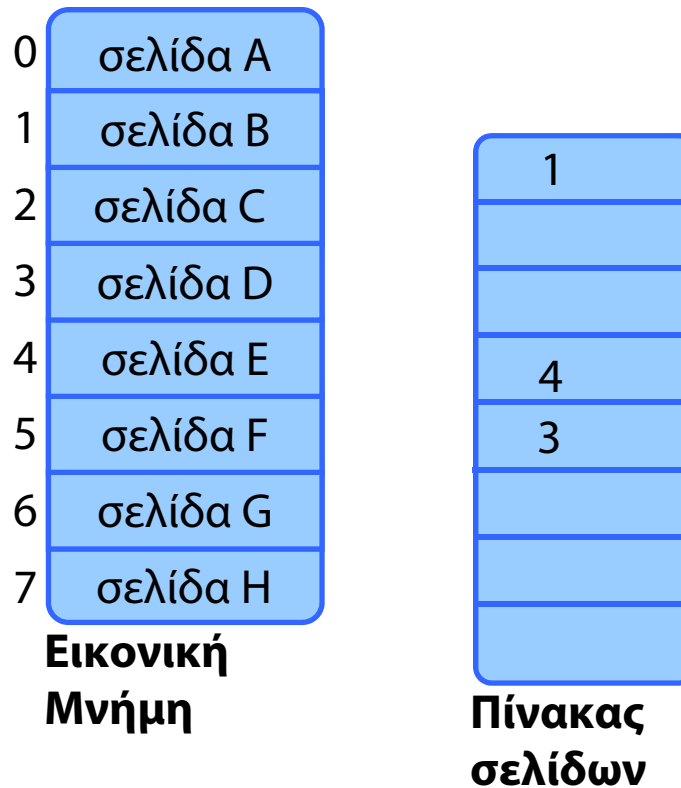 0 σελίδα A
1 σελίδα B
2 σελίδα C
3 σελίδα D
4 σελίδα E
5 σελίδα F
6 σελίδα G
7 σελίδα H
Εικονική
Μνήμη
1
4
3
Πίνακας
σελίδων